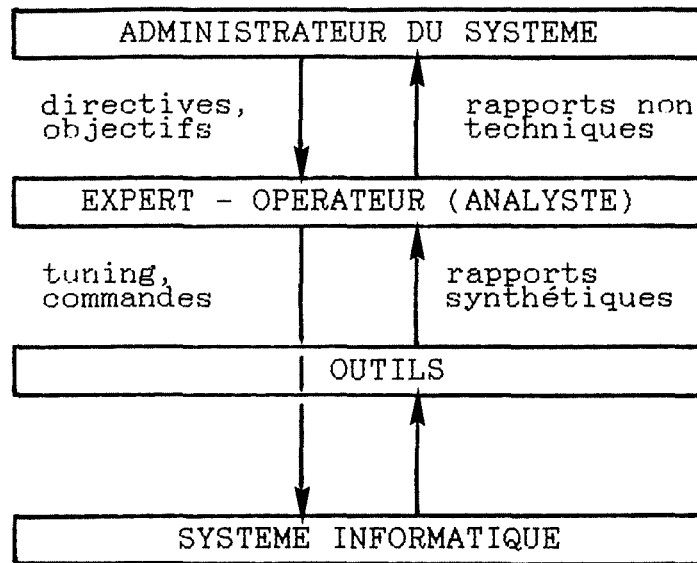 ADMINISTRATEUR DU SYSTEME
directives,
objectifs
rapports non
techniques
EXPERT - OPERATEUR (ANALYSTE)
tuning,
commandes
rapports
synthétiques
OUTILS
SYSTEME INFORMATIQUE